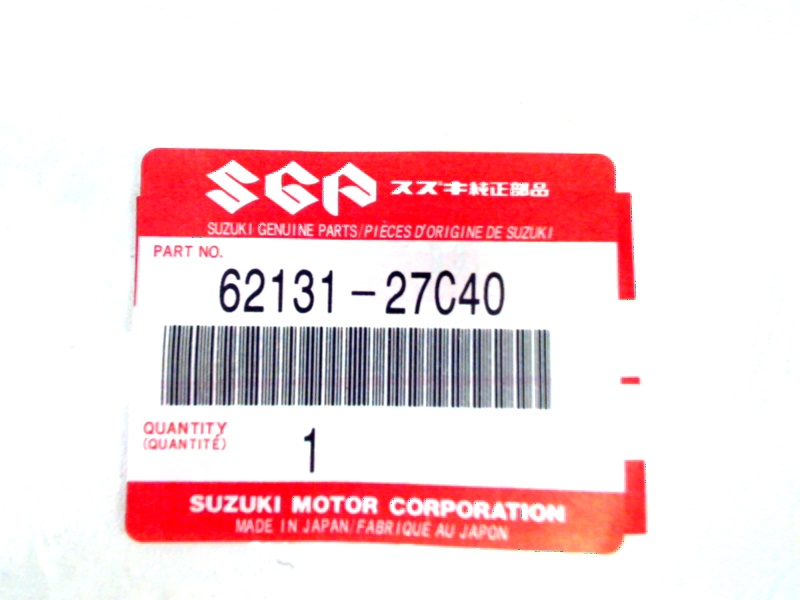 SGP スズキ純正部品
SUZUKI GENUINE PARTS/PIÈCES D'ORIGINE DE SUZUKI
PART NO.
62131-27C40
QUANTITY 1
(QUANTITÉ)
SUZUKI MOTOR CORPORATION
MADE IN JAPAN/FABRIQUÉ AU JAPON